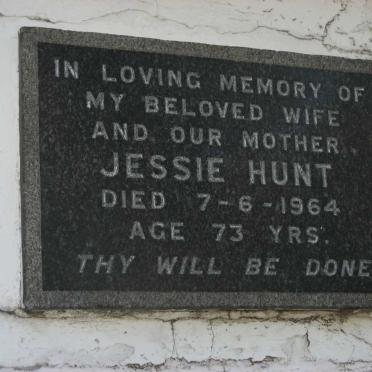 IN LOVING MEMORY OF
MY BELOVED WIFE
AND OUR MOTHER
JESSIE HUNT
DIED 7-6-1964
AGE 73 YRS.
THY WILL BE DONE